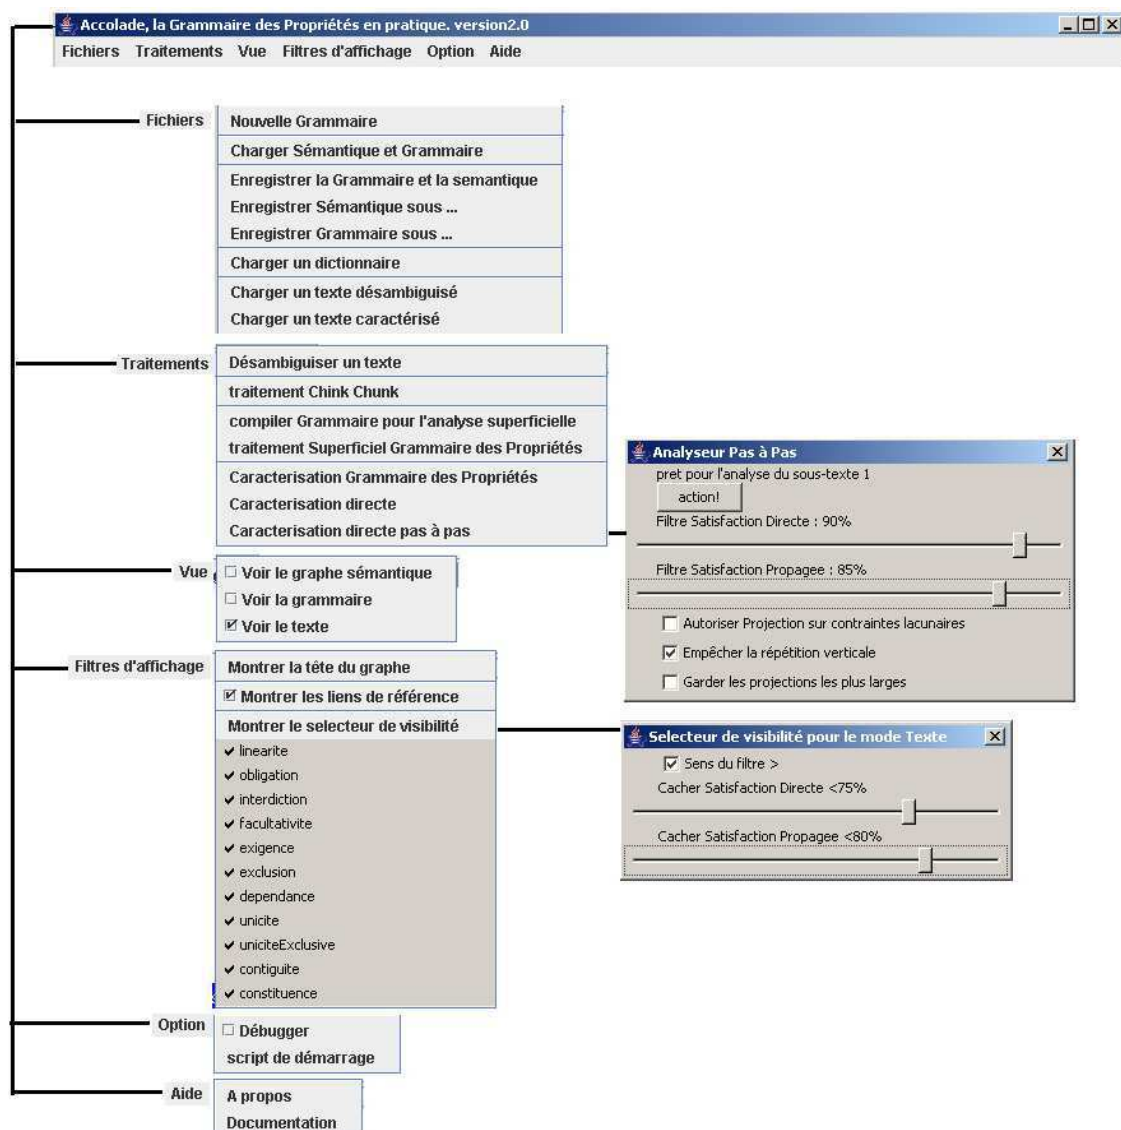 Accolade, la Grammaire des Propriétés en pratique. version2.0
Fichiers Traitements Vue Filtres d'affichage Option Aide
Fichiers
Nouvelle Grammaire
Charger Sémantique et Grammaire
Enregistrer la Grammaire et la semantique
Enregistrer Sémantique sous ...
Enregistrer Grammaire sous ...
Charger un dictionnaire
Charger un texte désambiguisé
Charger un texte caractérisé
Traitements
Désambiguiser un texte
traitement Chink Chunk
compiler Grammaire pour l'analyse superficielle
traitement Superficiel Grammaire des Propriétés
Caracterisation Grammaire des Propriétés
Caracterisation directe
Caracterisation directe pas à pas
Analyseur Pas à Pas
pret pour l'analyse du sous-texte 1
action!
Filtre Satisfaction Directe : 90%
Filtre Satisfaction Propagee : 85%
Autoriser Projection sur contraintes lacunaires
Empêcher la répétition verticale
Garder les projections les plus larges
Vue
Voir le graphe sémantique
Voir la grammaire
Voir le texte
Filtres d'affichage
Montrer la tête du graphe
Montrer les liens de référence
Montrer le selecteur de visibilité
linearite
obligation
interdiction
facultativite
exigence
exclusion
dependance
unicite
uniciteExclusive
contiguite
constituence
Selecteur de visibilité pour le mode Texte
Sens du filtre >
Cacher Satisfaction Directe <75%
Cacher Satisfaction Propagee <80%
Option
Débugger
script de démarrage
Aide
A propos
Documentation